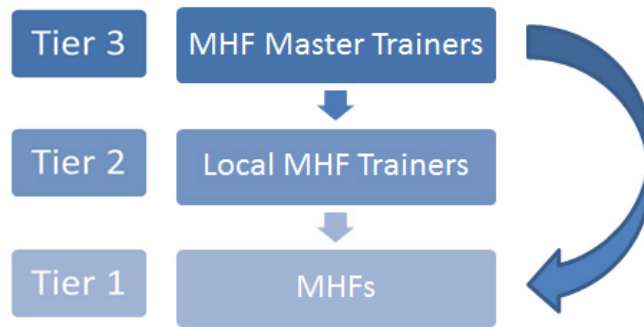 Tier 3
MHF Master Trainers
Tier 2
Local MHF Trainers
Tier 1
MHFs